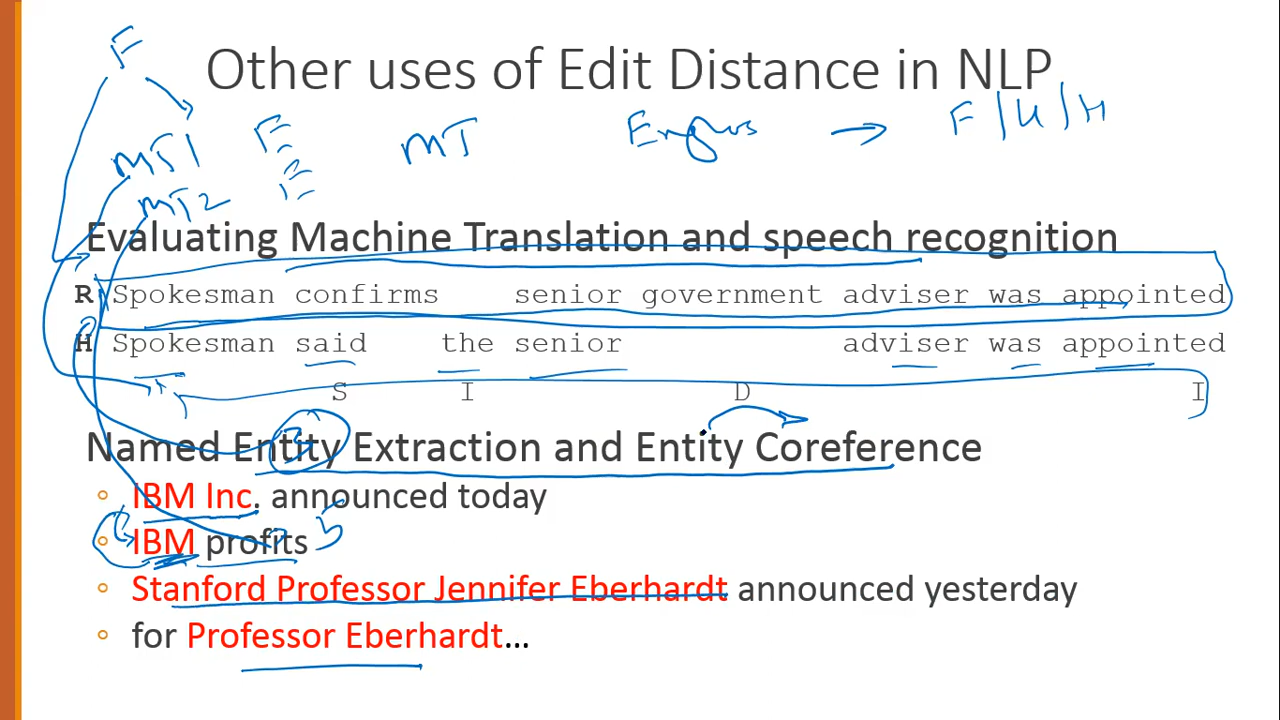 F
Other uses of Edit Distance in NLP
MT1 E MT → F/H/H
MT2 E
Evaluating Machine Translation and speech recognition
R Spokesman confirms senior government adviser was appointed
H Spokesman said the senior adviser was appointed
S I D I
Named Entity Extraction and Entity Coreference
3
◦ IBM Inc. announced today
◦ IBM profits 5
◦ Stanford Professor Jennifer Eberhardt announced yesterday
◦ for Professor Eberhardt...